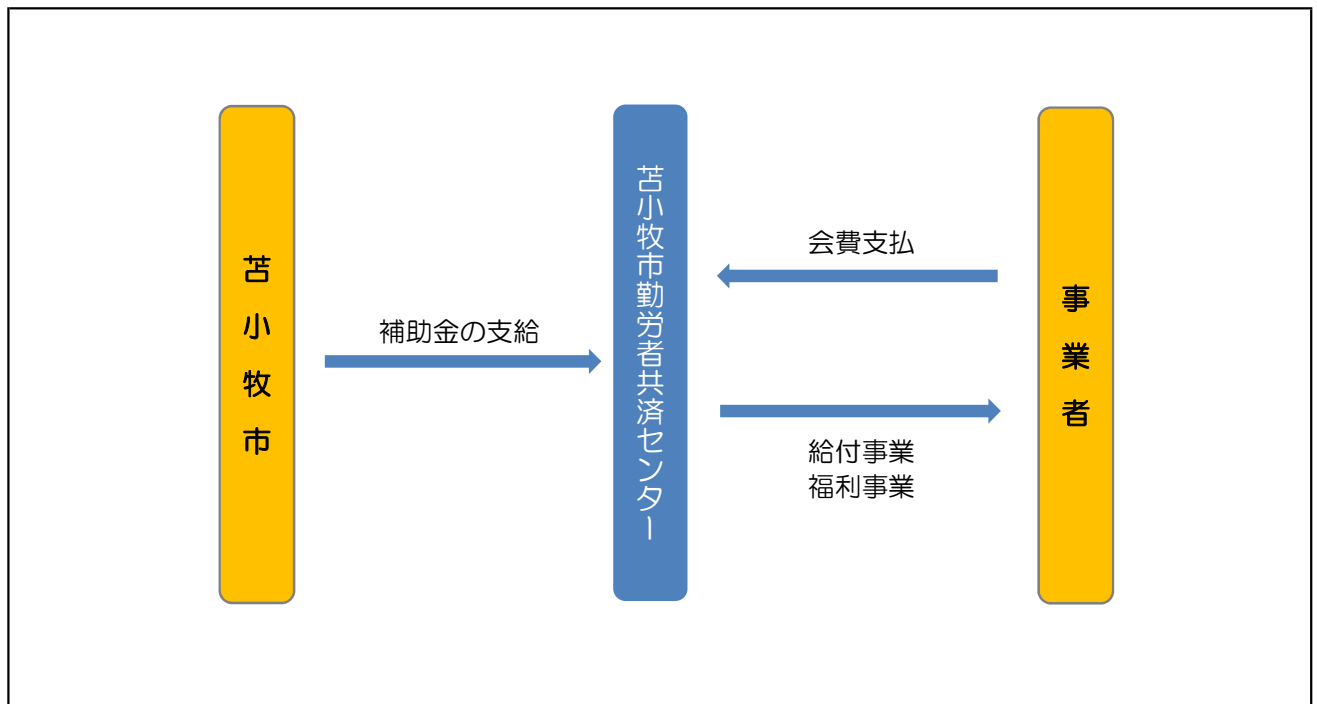 苫小牧市
補助金の支給
苫小牧市勤労者共済センター
会費支払
給付事業
福利事業
事業者